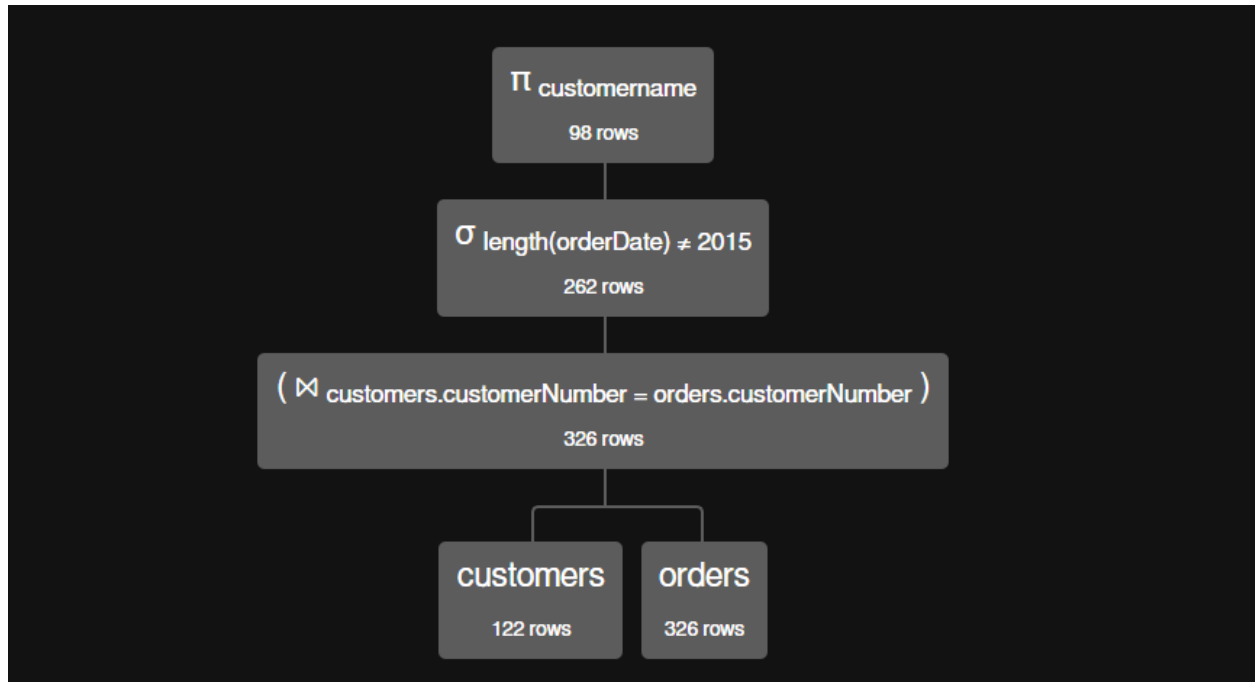 π customername
98 rows
σ length(orderDate) ≠ 2015
262 rows
( ⋈ customers.customerNumber = orders.customerNumber )
326 rows
customers
122 rows
orders
326 rows